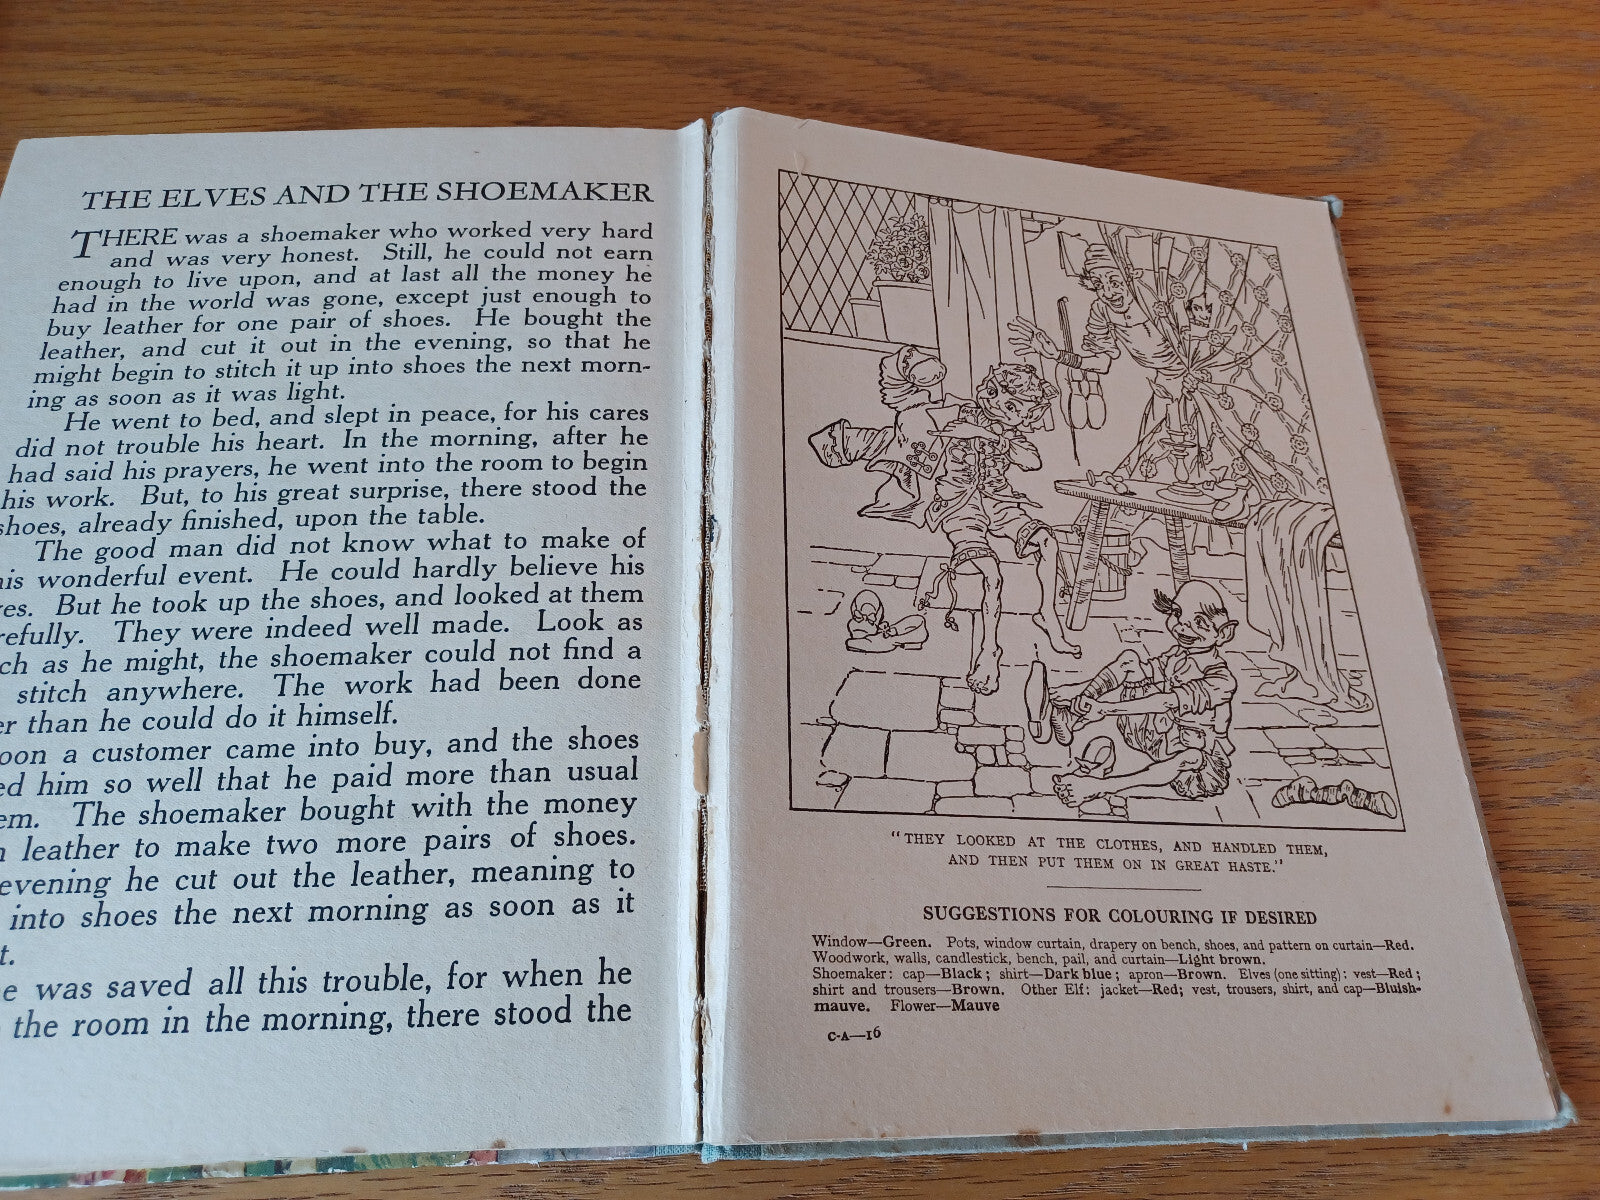 THE ELVES AND THE SHOEMAKER
THERE was a shoemaker who worked very hard
and was very honest. Still, he could not earn
enough to live upon, and at last all the money he
had in the world was gone, except just enough to
buy leather for one pair of shoes. He bought the
leather, and cut it out in the evening, so that he
might begin to stitch it up into shoes the next morn-
ing as soon as it was light.
He went to bed, and slept in peace, for his cares
did not trouble his heart. In the morning, after he
had said his prayers, he went into the room to begin
his work. But, to his great surprise, there stood the
shoes, already finished, upon the table.
The good man did not know what to make of
his wonderful event. He could hardly believe his
es. But he took up the shoes, and looked at them
refully. They were indeed well made. Look as
ch as he might, the shoemaker could not find a
stitch anywhere. The work had been done
er than he could do it himself.
oon a customer came into buy, and the shoes
ed him so well that he paid more than usual
em. The shoemaker bought with the money
leather to make two more pairs of shoes.
evening he cut out the leather, meaning to
into shoes the next morning as soon as it
t.
e was saved all this trouble, for when he
the room in the morning, there stood the
"THEY LOOKED AT THE CLOTHES, AND HANDLED THEM,
AND THEN PUT THEM ON IN GREAT HASTE."
SUGGESTIONS FOR COLOURING IF DESIRED
Window—Green. Pots, window curtain, drapery on bench, shoes, and pattern on curtain—Red.
Woodwork, walls, candlestick, bench, pail, and curtain—Light brown.
Shoemaker: cap—Black; shirt—Dark blue; apron—Brown. Elves (one sitting): vest—Red;
shirt and trousers—Brown. Other Elf: jacket—Red; vest, trousers, shirt, and cap—Bluish-
mauve. Flower—Mauve
C-A—16